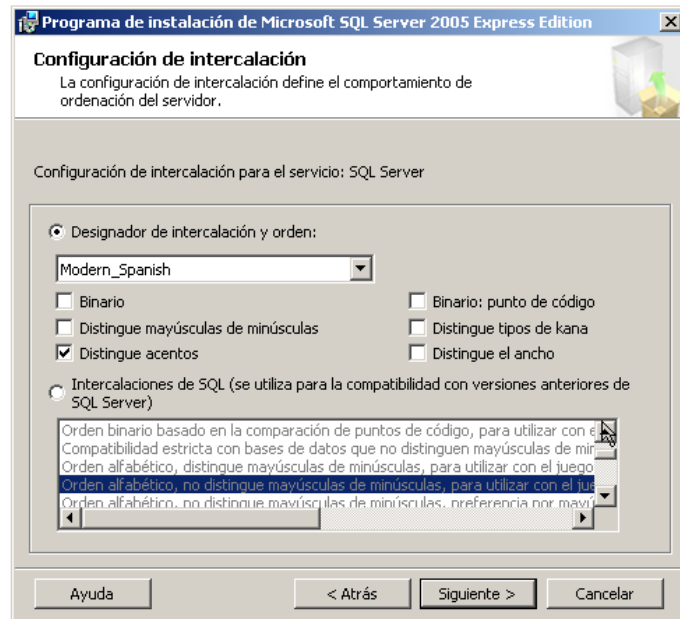 Programa de instalación de Microsoft SQL Server 2005 Express Edition
Configuración de intercalación
La configuración de intercalación define el comportamiento de
ordenación del servidor.
Configuración de intercalación para el servicio: SQL Server
Designador de intercalación y orden:
Modern_Spanish
Binario
Binario: punto de código
Distingue mayúsculas de minúsculas
Distingue tipos de kana
Distingue acentos
Distingue el ancho
Intercalaciones de SQL (se utiliza para la compatibilidad con versiones anteriores de
SQL Server)
Orden binario basado en la comparación de puntos de código, para utilizar con e
Compatibilidad estricta con bases de datos que no distinguen mayúsculas de mir
Orden alfabético, distingue mayúsculas de minúsculas, para utilizar con el juego
Orden alfabético, no distingue mayúsculas de minúsculas, para utilizar con el jue
Orden alfabético, no distingue mayúsculas de minúsculas, preferencia por mayú
Ayuda
< Atrás
Siguiente >
Cancelar